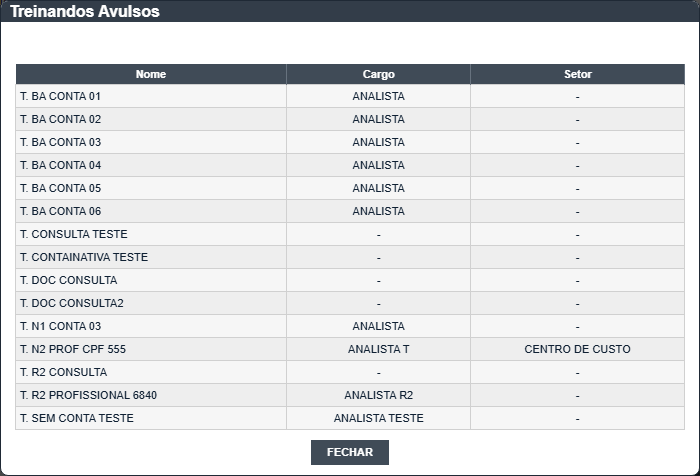 Treinandos Avulsos
Nome Cargo Setor
T. BA CONTA 01 ANALISTA -
T. BA CONTA 02 ANALISTA -
T. BA CONTA 03 ANALISTA -
T. BA CONTA 04 ANALISTA -
T. BA CONTA 05 ANALISTA -
T. BA CONTA 06 ANALISTA -
T. CONSULTA TESTE - -
T. CONTAINATIVA TESTE - -
T. DOC CONSULTA - -
T. DOC CONSULTA2 - -
T. N1 CONTA 03 ANALISTA -
T. N2 PROF CPF 555 ANALISTA T CENTRO DE CUSTO
T. R2 CONSULTA - -
T. R2 PROFISSIONAL 6840 ANALISTA R2 -
T. SEM CONTA TESTE ANALISTA TESTE -
FECHAR